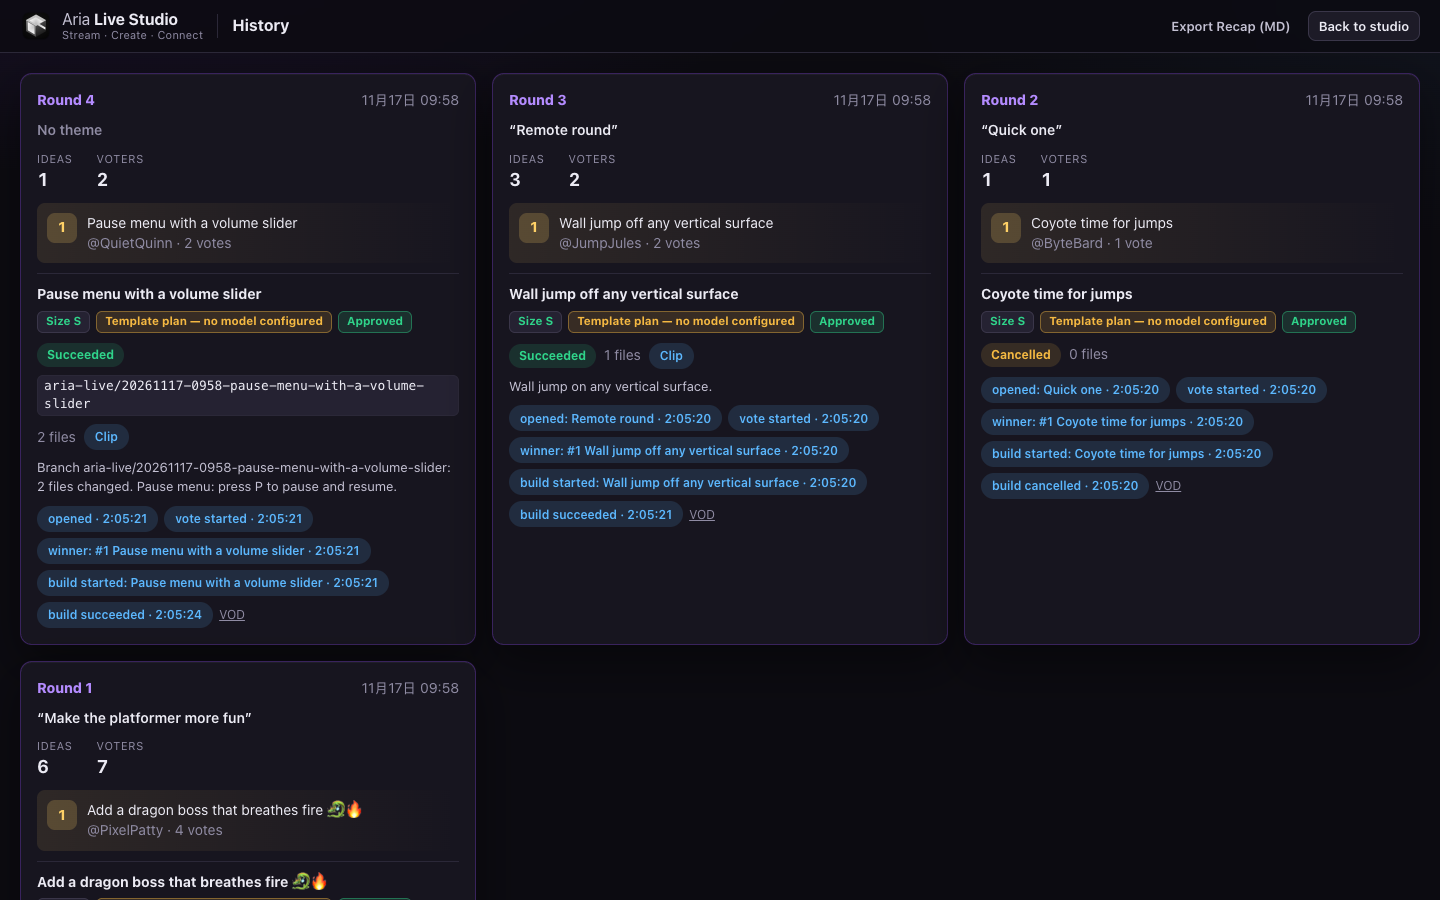 Aria Live Studio
Stream · Create · Connect
History
Export Recap (MD)
Back to studio
Round 4
11月17日 09:58
No theme
IDEAS
VOTERS
1
2
1
Pause menu with a volume slider
@QuietQuinn · 2 votes
Pause menu with a volume slider
Size S
Template plan — no model configured
Approved
Succeeded
aria-live/20261117-0958-pause-menu-with-a-volume-
slider
2 files
Clip
Branch aria-live/20261117-0958-pause-menu-with-a-volume-slider:
2 files changed. Pause menu: press P to pause and resume.
opened · 2:05:21
vote started · 2:05:21
winner: #1 Pause menu with a volume slider · 2:05:21
build started: Pause menu with a volume slider · 2:05:21
build succeeded · 2:05:24
VOD
Round 3
11月17日 09:58
“Remote round”
IDEAS
VOTERS
3
2
1
Wall jump off any vertical surface
@JumpJules · 2 votes
Wall jump off any vertical surface
Size S
Template plan — no model configured
Approved
Succeeded
1 files
Clip
Wall jump on any vertical surface.
opened: Remote round · 2:05:20
vote started · 2:05:20
winner: #1 Wall jump off any vertical surface · 2:05:20
build started: Wall jump off any vertical surface · 2:05:20
build succeeded · 2:05:21
VOD
Round 2
11月17日 09:58
“Quick one”
IDEAS
VOTERS
1
1
1
Coyote time for jumps
@ByteBard · 1 vote
Coyote time for jumps
Size S
Template plan — no model configured
Approved
Cancelled
0 files
opened: Quick one · 2:05:20
vote started · 2:05:20
winner: #1 Coyote time for jumps · 2:05:20
build started: Coyote time for jumps · 2:05:20
build cancelled · 2:05:20
VOD
Round 1
11月17日 09:58
“Make the platformer more fun”
IDEAS
VOTERS
6
7
1
Add a dragon boss that breathes fire 🐲🔥
@PixelPatty · 4 votes
Add a dragon boss that breathes fire 🐲🔥